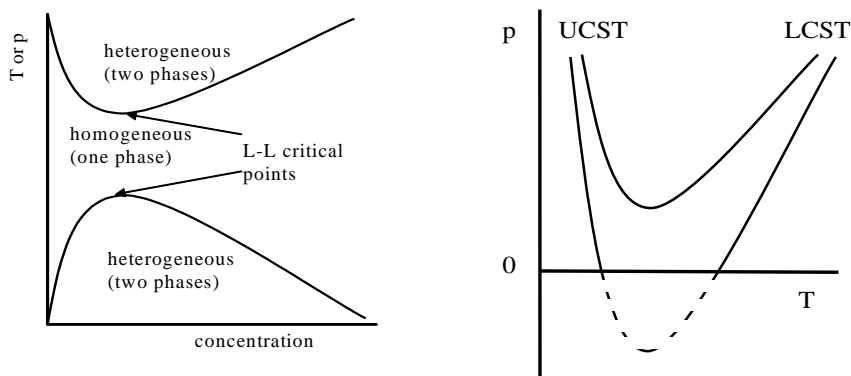 T or p
heterogeneous
(two phases)
homogeneous
(one phase)
L-L critical
points
heterogeneous
(two phases)
concentration
p
UCST
LCST
0
T